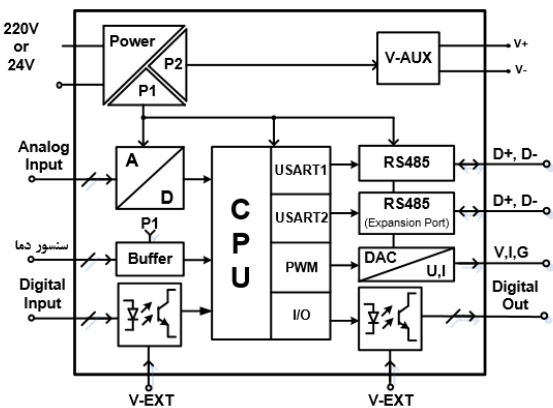 220V
or
24V
Power
P2
P1
V-AUX
V+
V-
Analog
Input
A
D
USART1
RS485
D+, D-
CPU
USART2
RS485
(Expansion Port)
D+, D-
P1
سنسور دما
Buffer
PWM
DAC
U,I
V,I,G
Digital
Input
I/O
Digital
Out
V-EXT
V-EXT